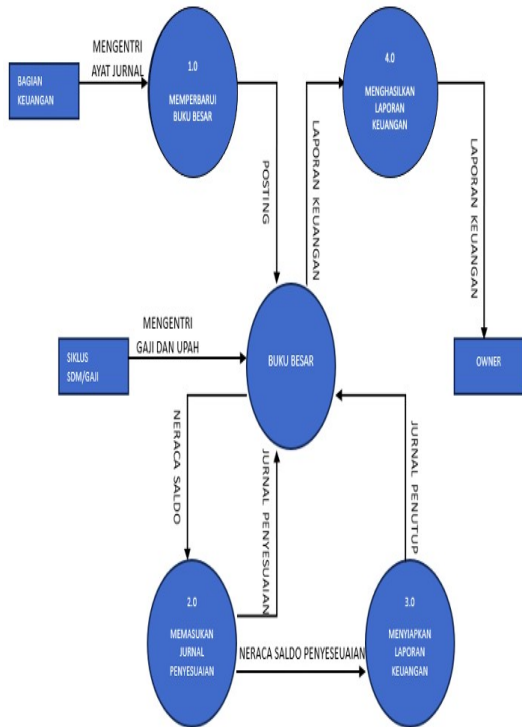 MENGENTRI
AYAT JURNAL
BAGIAN
KEUANGAN
1.0
MEMPERBARUI
BUKU BESAR
4.0
MENGHASILKAN
LAPORAN
KEUANGAN
POSTING
LAPORAN KEUANGAN
LAPORAN KEUANGAN
MENGENTRI
GAJI DAN UPAH
SIKLUS
SDM/GAJI
BUKU BESAR
OWNER
NERACA SALDO
JURNAL PENYESUAIAN
JURNAL PENUTUP
2.0
MEMASUKAN
JURNAL
PENYESUAIAN
NERACA SALDO PENYESEUAIAN
3.0
MENYIAPKAN
LAPORAN
KEUANGAN